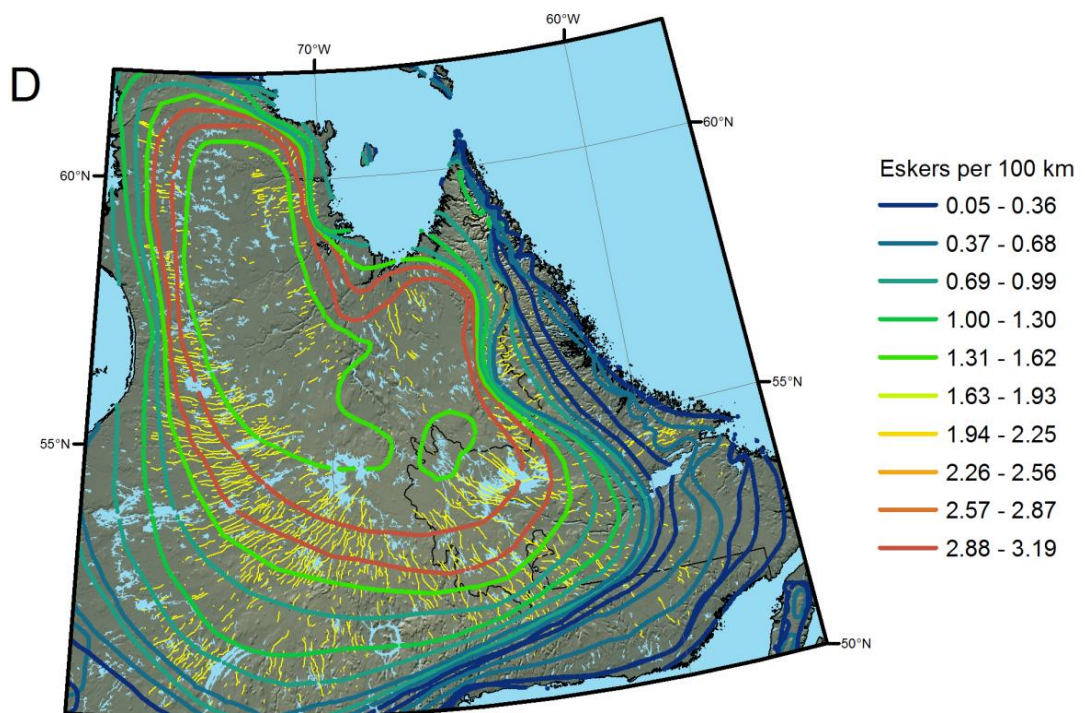 D
70°W
60°W
60°N
60°N
55°N
55°N
50°N
Eskers per 100 km
0.05 - 0.36
0.37 - 0.68
0.69 - 0.99
1.00 - 1.30
1.31 - 1.62
1.63 - 1.93
1.94 - 2.25
2.26 - 2.56
2.57 - 2.87
2.88 - 3.19